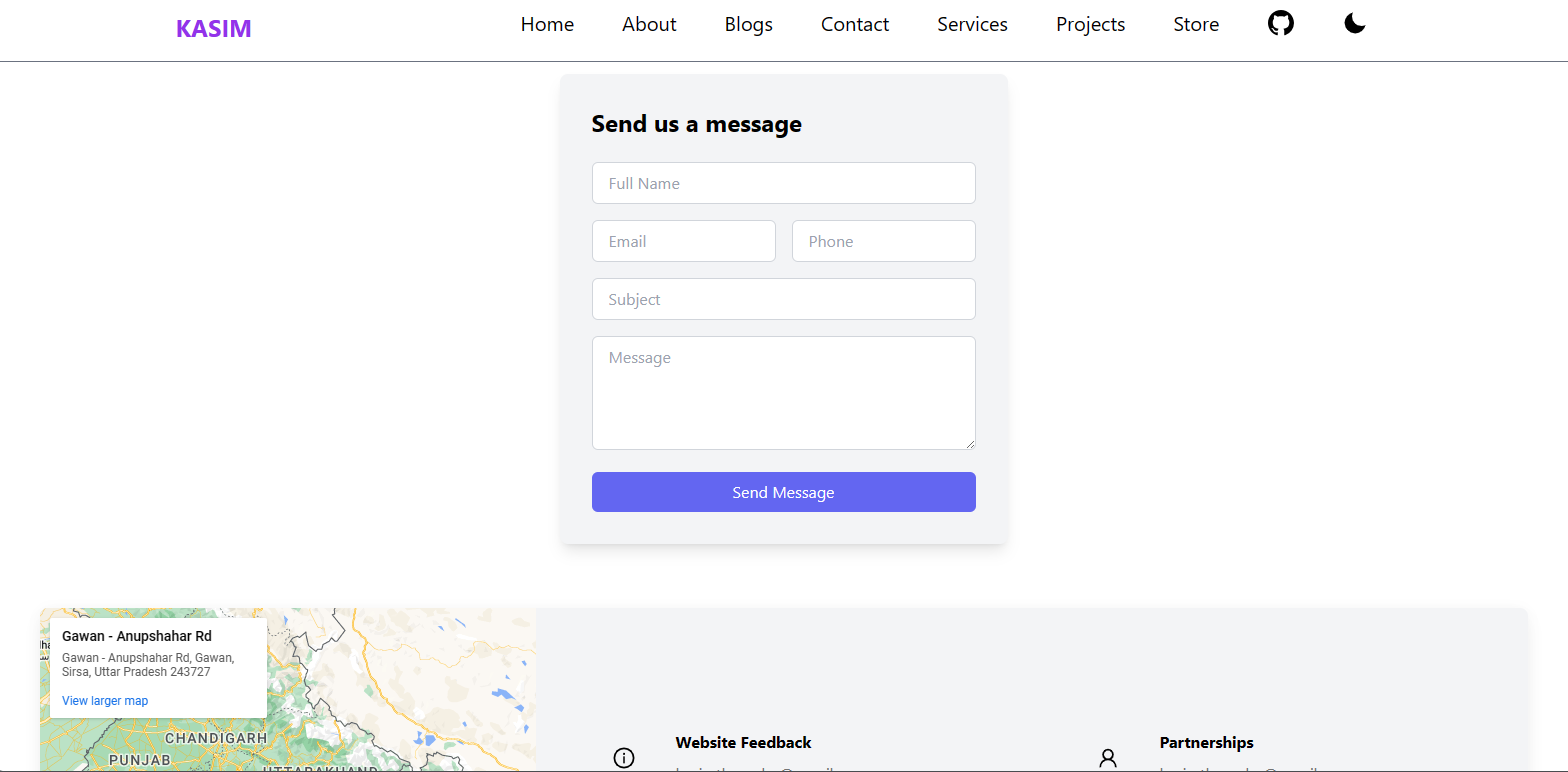 KASIM
Home
About
Blogs
Contact
Services
Projects
Store
Send us a message
Full Name
Email
Phone
Subject
Message
Send Message
Gawan - Anupshahar Rd
Gawan - Anupshahar Rd, Gawan,
Sirsa, Uttar Pradesh 243727
View larger map
CHANDIGARH
PUNJAB
UTTARAKHAND
Website Feedback
Partnerships